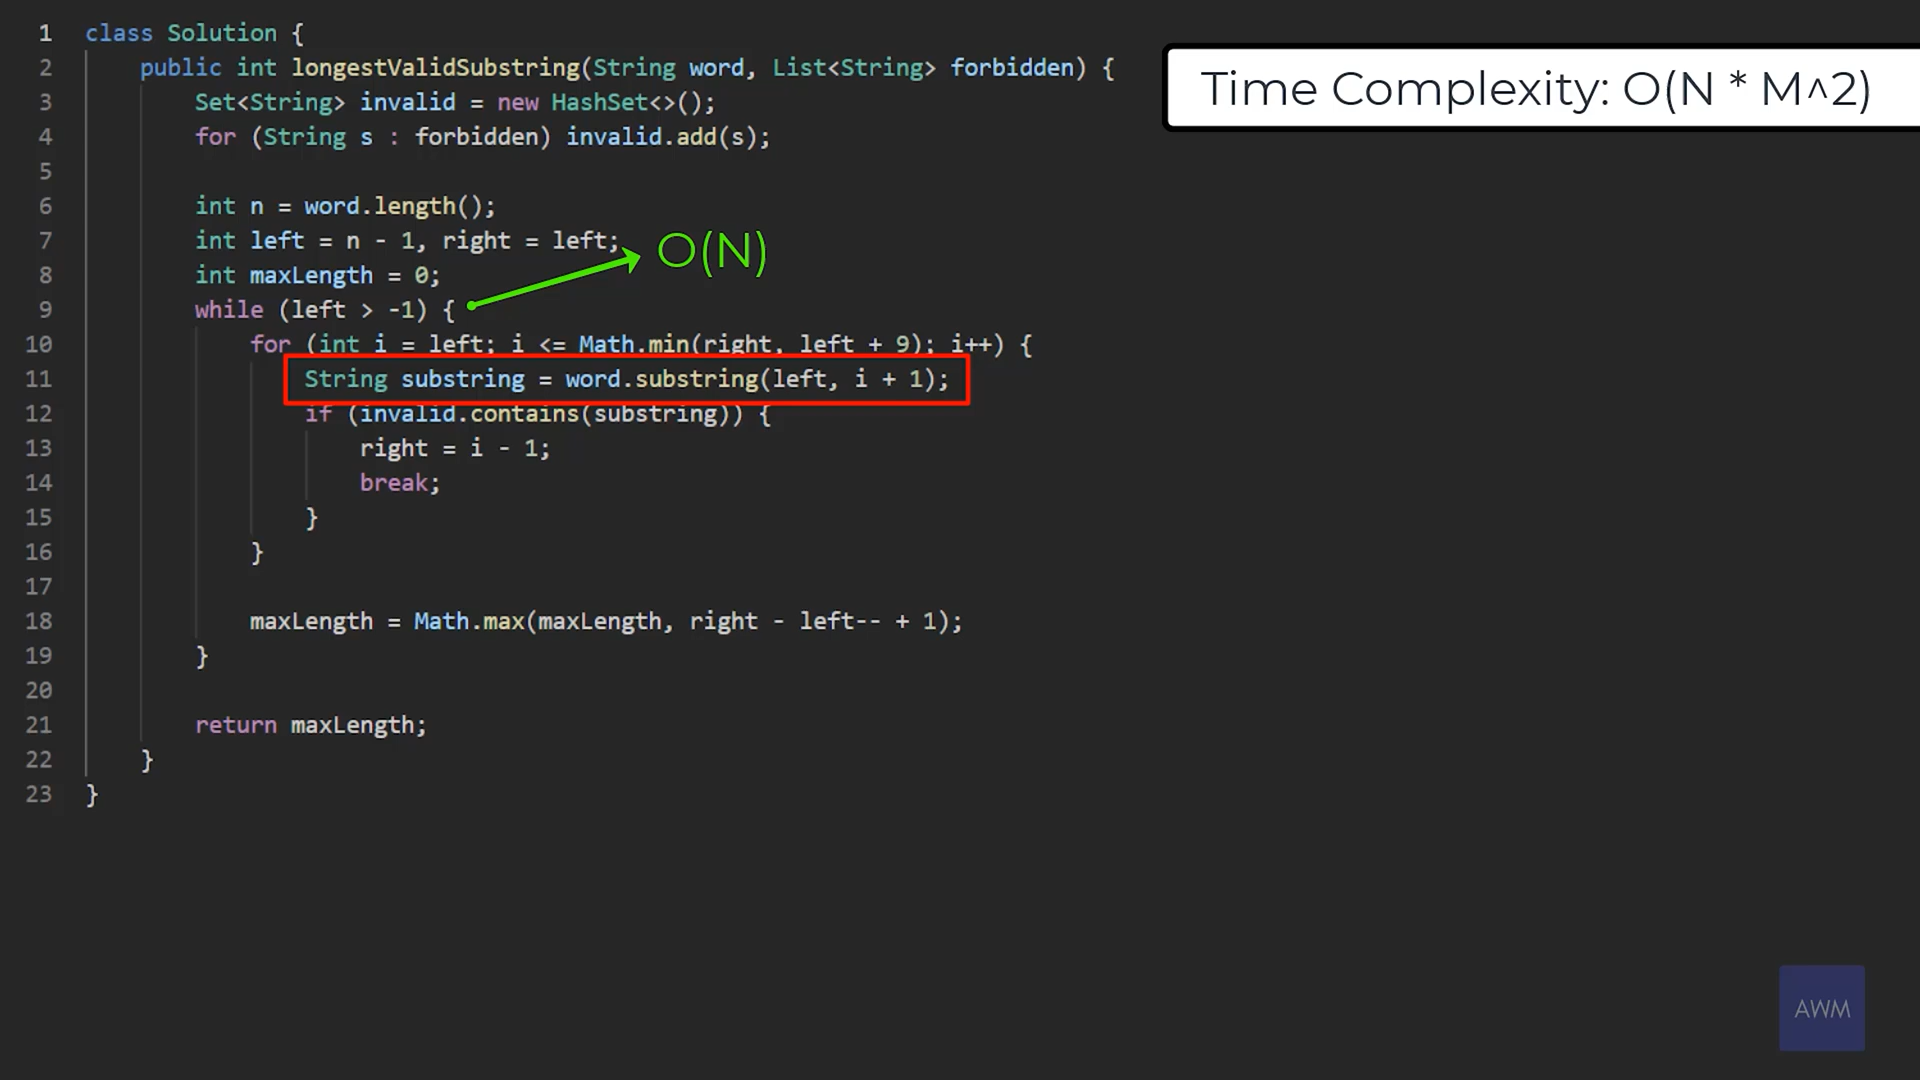 1 class Solution {
2 public int longestValidSubstring(String word, List<String> forbidden) {
3 Set<String> invalid = new HashSet<>();
4 for (String s : forbidden) invalid.add(s);
5
6 int n = word.length();
7 int left = n - 1, right = left;
8 int maxLength = 0;
9 while (left > -1) {
10 for (int i = left; i <= Math.min(right, left + 9); i++) {
11 String substring = word.substring(left, i + 1);
12 if (invalid.contains(substring)) {
13 right = i - 1;
14 break;
15 }
16 }
17
18 maxLength = Math.max(maxLength, right - left-- + 1);
19 }
20
21 return maxLength;
22 }
23 }
Time Complexity: O(N * M^2)
O(N)
AWM